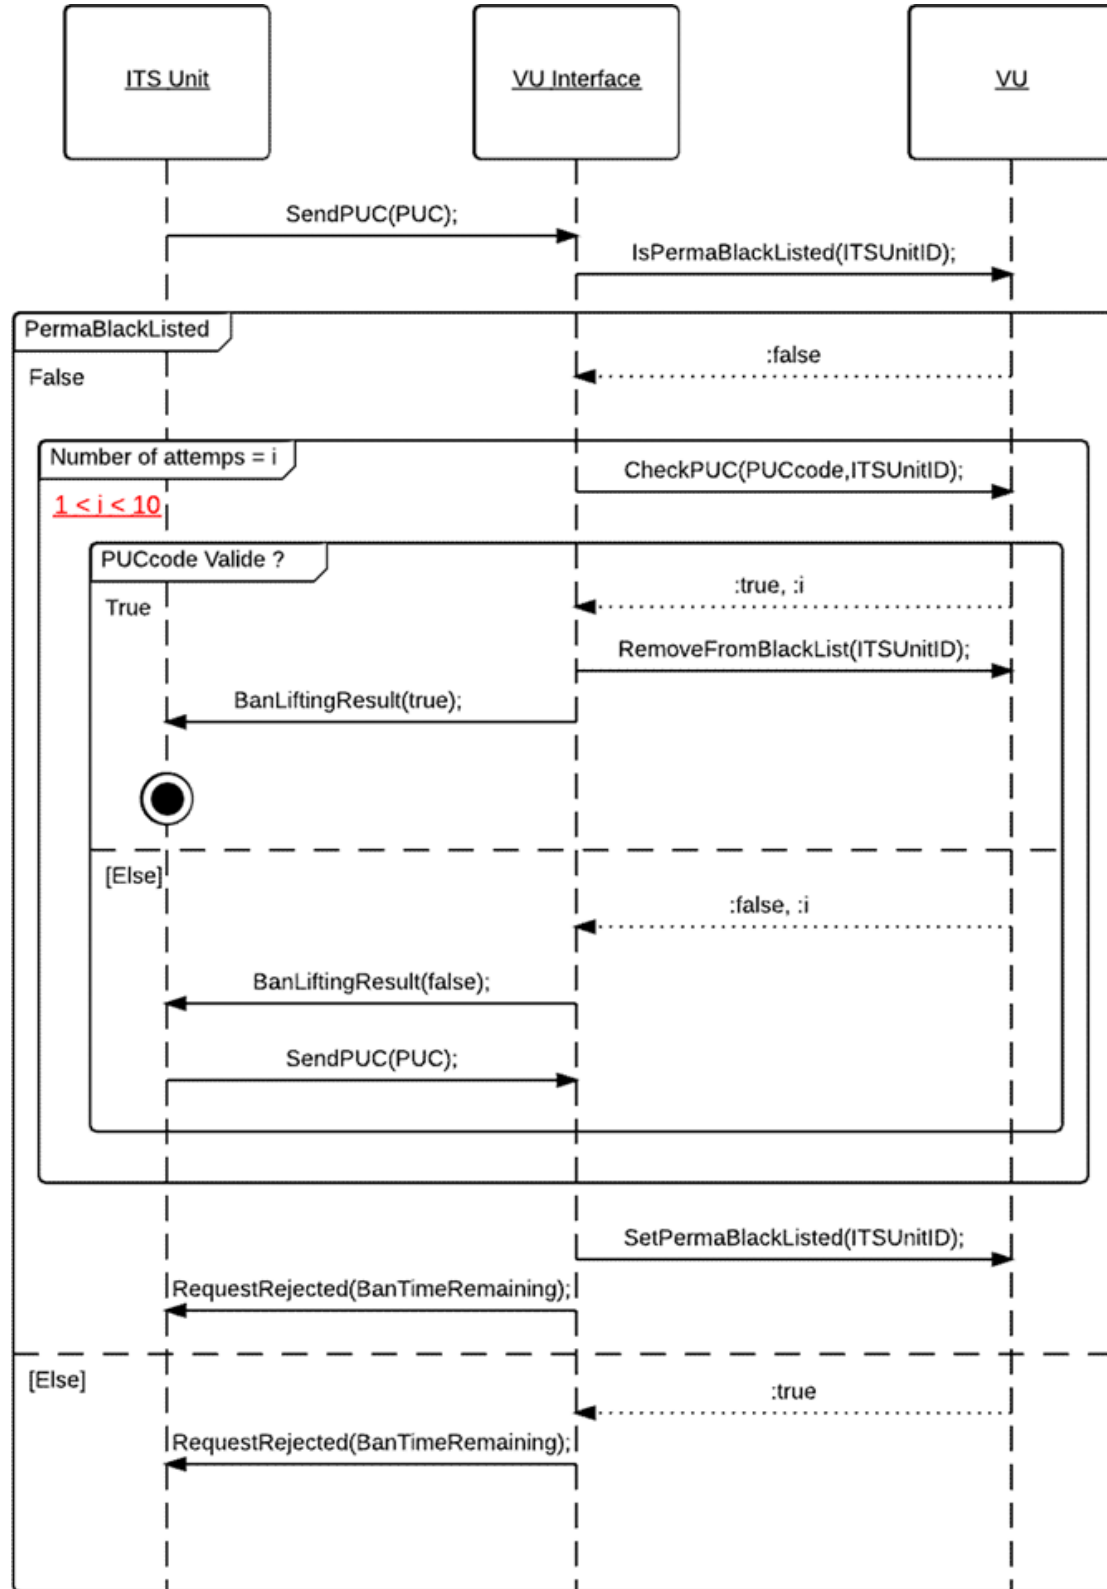 ITS Unit
VU Interface
VU
SendPUC(PUC);
IsPermaBlackListed(ITSUnitID);
PermaBlackListed
:false
False
Number of attemps = i
CheckPUC(PUCcode,ITSUnitID);
1 < i < 10
PUCcode Valide ?
:true, :i
True
RemoveFromBlackList(ITSUnitID);
BanLiftingResult(true);
[Else]
:false, :i
BanLiftingResult(false);
SendPUC(PUC);
SetPermaBlackListed(ITSUnitID);
RequestRejected(BanTimeRemaining);
[Else]
:true
RequestRejected(BanTimeRemaining);